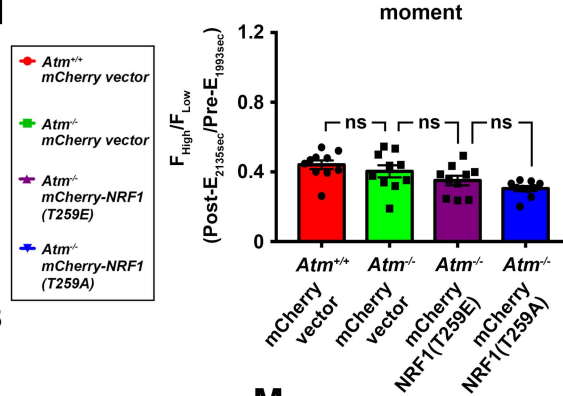 moment
Atm+/+
mCherry vector
Atm-/-
mCherry vector
Atm-/-
mCherry-NRF1
(T259E)
Atm-/-
mCherry-NRF1
(T259A)
FHigh/FLow
(Post-E2135sec/Pre-E1993sec)
1.2
0.8
0.4
0
ns
ns
ns
Atm+/+
Atm-/-
Atm-/-
Atm-/-
mCherry
vector
mCherry
vector
mCherry
NRF1(T259E)
mCherry
NRF1(T259A)